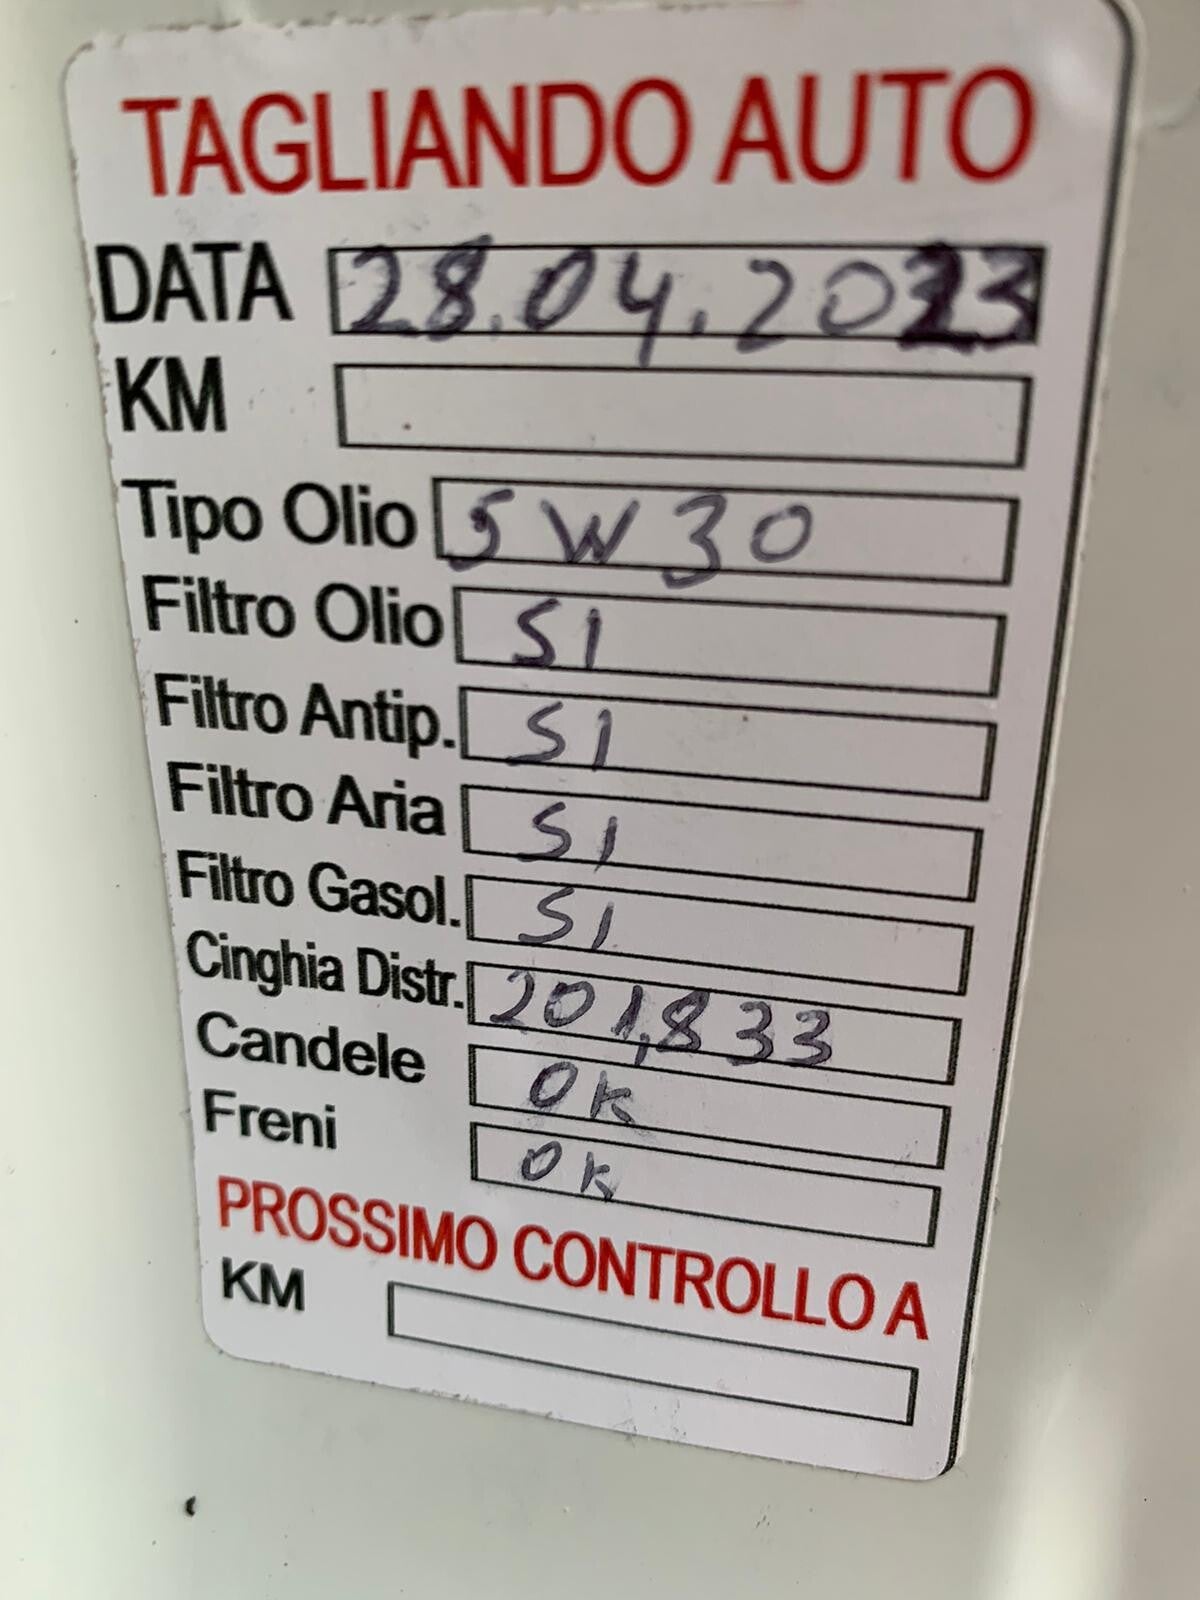 TAGLIANDO AUTO
DATA 28.04.2023
KM
Tipo Olio 5W30
Filtro Olio SI
Filtro Antip. SI
Filtro Aria SI
Filtro Gasol. SI
Cinghia Distr. 201,833
Candele OK
Freni OK
PROSSIMO CONTROLLO A
KM